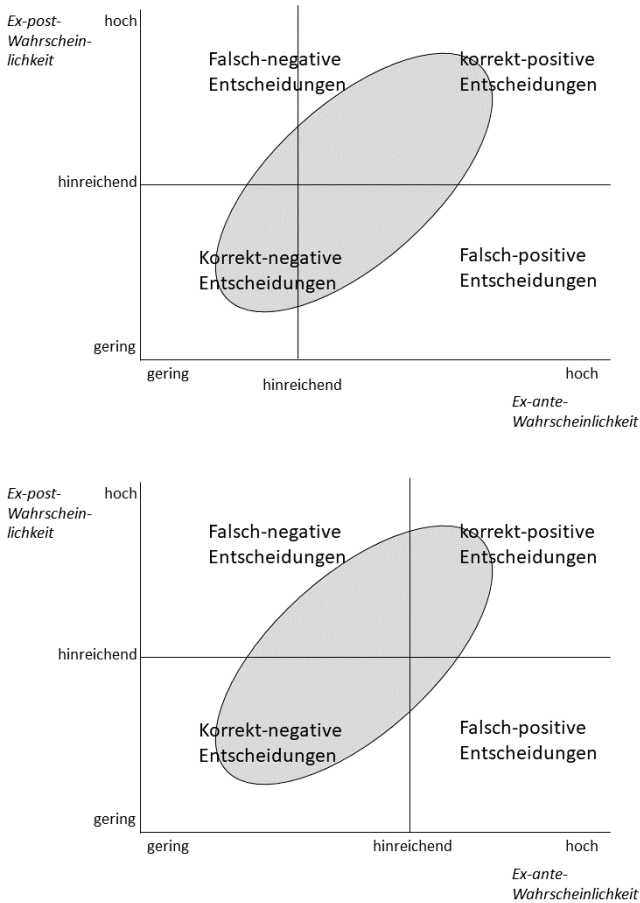 Ex-post-
Wahrschein-
lichkeit
hoch
Falsch-negative
Entscheidungen
korrekt-positive
Entscheidungen
hinreichend
Korrekt-negative
Entscheidungen
Falsch-positive
Entscheidungen
gering
gering
hinreichend
hoch
Ex-ante-
Wahrscheinlichkeit
Ex-post-
Wahrschein-
lichkeit
hoch
Falsch-negative
Entscheidungen
korrekt-positive
Entscheidungen
hinreichend
Korrekt-negative
Entscheidungen
Falsch-positive
Entscheidungen
gering
gering
hinreichend
hoch
Ex-ante-
Wahrscheinlichkeit